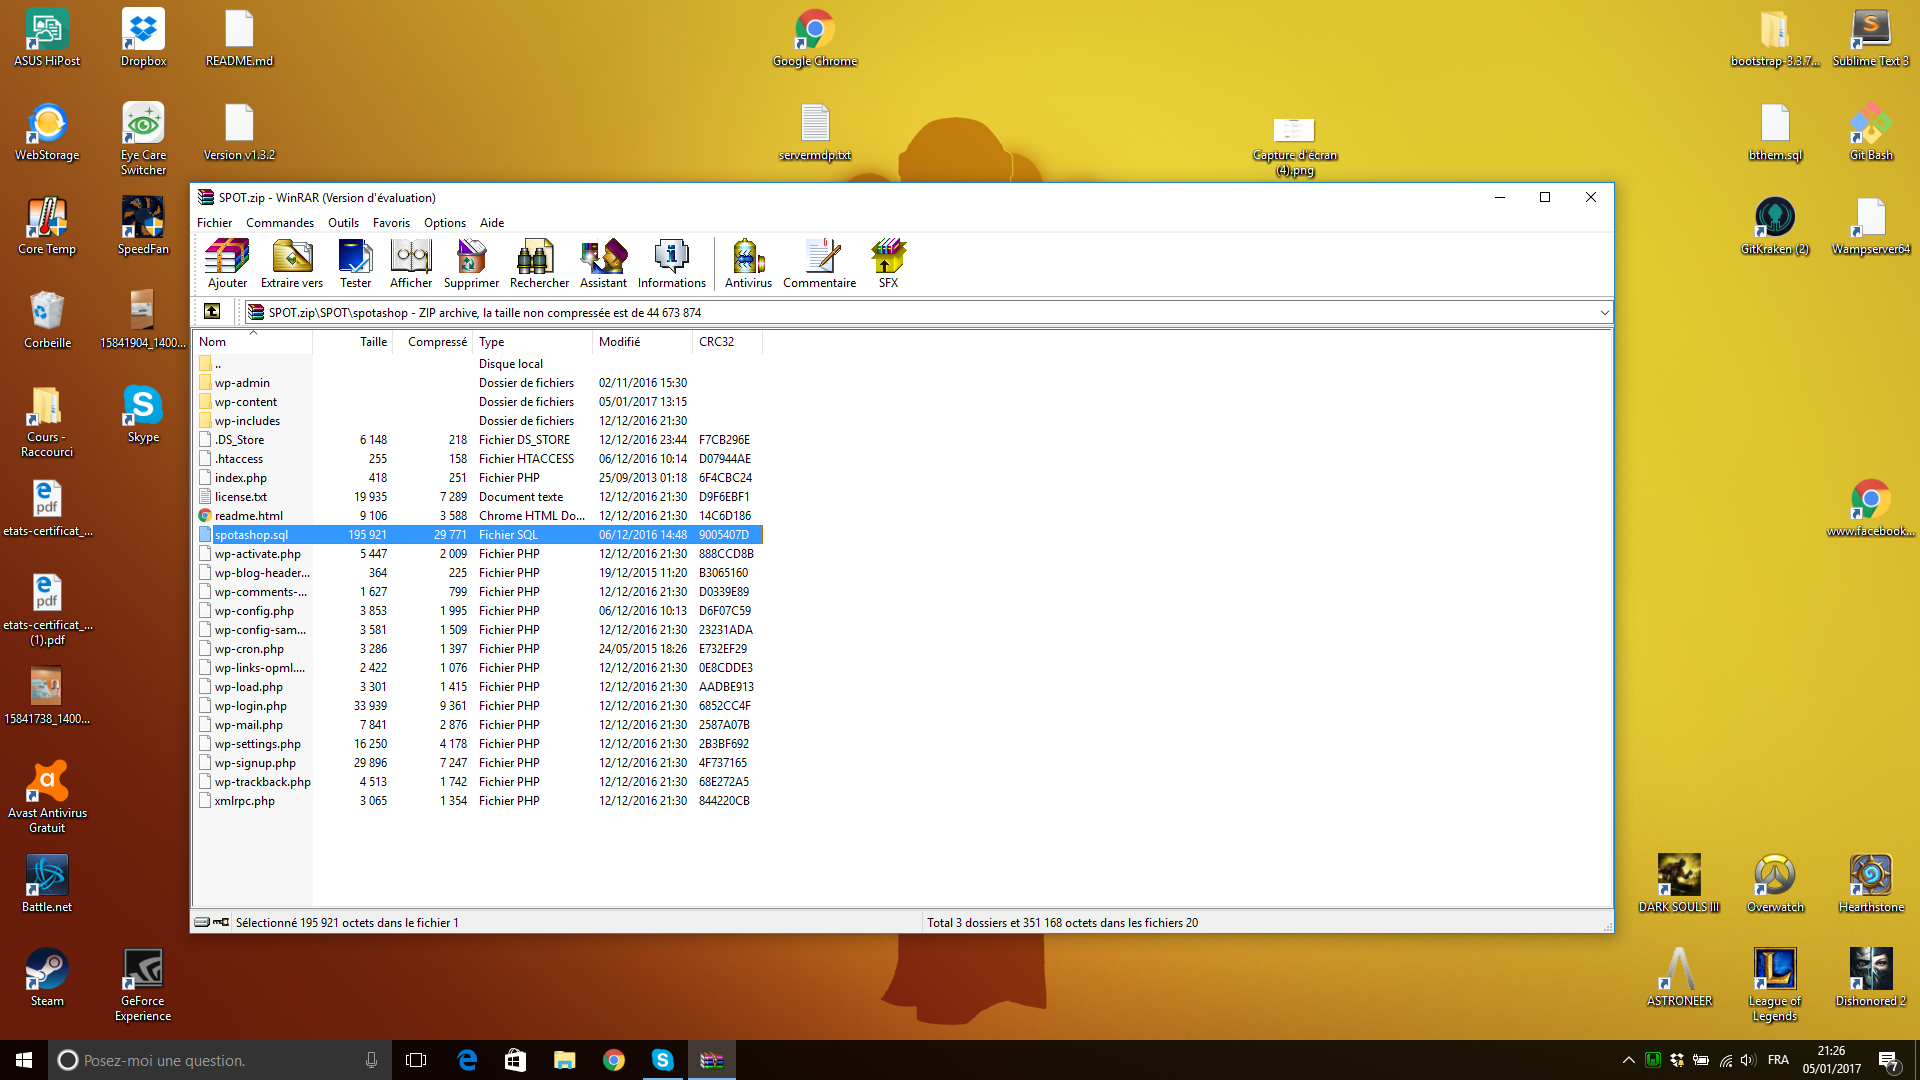 ASUS HiPost
Dropbox
README.md
Google Chrome
bootstrap-3.3.7...
Sublime Text 3
WebStorage
Eye Care
Switcher
Version v1.3.2
servermdp.txt
Capture d'écran
(4).png
bthem.sql
Git Bash
Core Temp
SpeedFan
GitKraken (2)
Wampserver64
Corbeille
15841904_1400...
Cours -
Raccourci
Skype
etats-certificat_...
www.facebook...
etats-certificat_...
(1).pdf
15841738_1400...
Avast Antivirus
Gratuit
Battle.net
DARK SOULS III
Overwatch
Hearthstone
Steam
GeForce
Experience
ASTRONEER
League of
Legends
Dishonored 2
SPOT.zip - WinRAR (Version d'évaluation)
Fichier Commandes Outils Favoris Options Aide
Ajouter Extraire vers Tester Afficher Supprimer Rechercher Assistant Informations Antivirus Commentaire SFX
SPOT.zip\SPOT\spotashop - ZIP archive, la taille non compressée est de 44 673 874
Nom Taille Compressé Type Modifié CRC32
.. Disque local
wp-admin Dossier de fichiers 02/11/2016 15:30
wp-content Dossier de fichiers 05/01/2017 13:15
wp-includes Dossier de fichiers 12/12/2016 21:30
.DS_Store 6 148 218 Fichier DS_STORE 12/12/2016 23:44 F7CB296E
.htaccess 255 158 Fichier HTACCESS 06/12/2016 10:14 D07944AE
index.php 418 251 Fichier PHP 25/09/2013 01:18 6F4CBC24
license.txt 19 935 7 289 Document texte 12/12/2016 21:30 D9F6EBF1
readme.html 9 106 3 588 Chrome HTML Do... 12/12/2016 21:30 14C6D186
spotashop.sql 195 921 29 771 Fichier SQL 06/12/2016 14:48 9005407D
wp-activate.php 5 447 2 009 Fichier PHP 12/12/2016 21:30 888CCD8B
wp-blog-header... 364 225 Fichier PHP 19/12/2015 11:20 B3065160
wp-comments-... 1 627 799 Fichier PHP 12/12/2016 21:30 D0339E89
wp-config.php 3 853 1 995 Fichier PHP 06/12/2016 10:13 D6F07C59
wp-config-sam... 3 581 1 509 Fichier PHP 12/12/2016 21:30 23231ADA
wp-cron.php 3 286 1 397 Fichier PHP 24/05/2015 18:26 E732EF29
wp-links-opml.... 2 422 1 076 Fichier PHP 12/12/2016 21:30 0E8CDDE3
wp-load.php 3 301 1 415 Fichier PHP 12/12/2016 21:30 AADBE913
wp-login.php 33 939 9 361 Fichier PHP 12/12/2016 21:30 6852CC4F
wp-mail.php 7 841 2 876 Fichier PHP 12/12/2016 21:30 2587A07B
wp-settings.php 16 250 4 178 Fichier PHP 12/12/2016 21:30 2B3BF692
wp-signup.php 29 896 7 247 Fichier PHP 12/12/2016 21:30 4F737165
wp-trackback.php 4 513 1 742 Fichier PHP 12/12/2016 21:30 68E272A5
xmlrpc.php 3 065 1 354 Fichier PHP 12/12/2016 21:30 844220CB
Sélectionné 195 921 octets dans le fichier 1
Total 3 dossiers et 351 168 octets dans les fichiers 20
Posez-moi une question.
FRA
21:26
05/01/2017
7